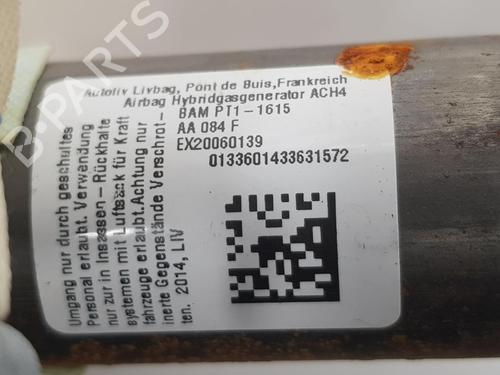 Autoliv Livbag, Pont de Buis,Frankreich
Airbag Hybridgasgenerator ACH4
BAM PT1-1615
AA 084 F
EX20060139
0133601433631572
Umgang nur durch geschultes
Personal erlaubt. Verwendung
nur zur in Insassen-Rückhalte
systemen mit Luftsack für Kraft
fahrzeuge erlaubt.Achtung nur
inerte Gegenstände Verschrot-
ten. 2014, LIV
B-PARTS